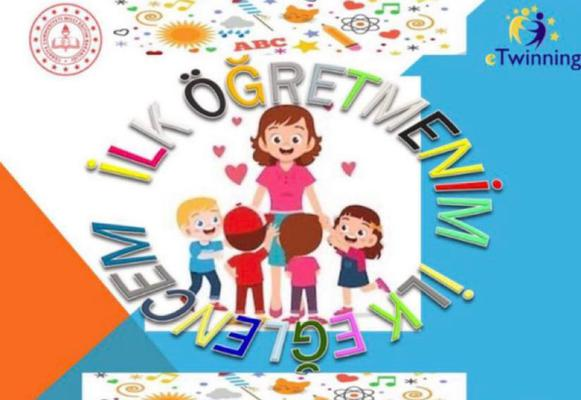 eTwinning
ABC
İLK ÖĞRETMENİM İLK EĞLENCEM